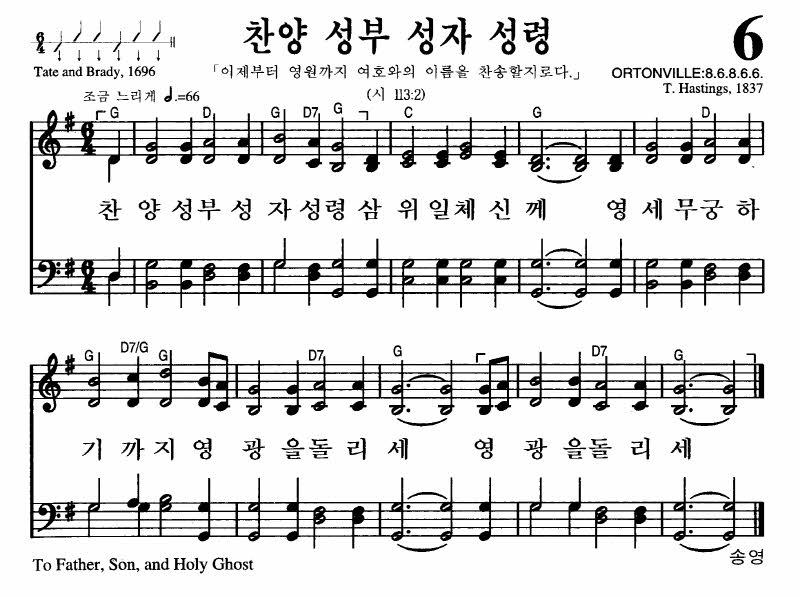 찬양 성부 성자 성령
6
Tate and Brady, 1696
「이제부터 영원까지 여호와의 이름을 찬송할지로다.」
ORTONVILLE:8.6.8.6.6.
조금 느리게 ♩.=66
(시 113:2)
T. Hastings, 1837
G D G D7 G C G D
6 4
찬 양 성부 성 자 성령 삼 위 일체 신 께 영 세 무궁 하
6 4
G D7/G G D7 G D7 G
기 까지 영 광 을돌 리 세 영 광 을돌 리 세
To Father, Son, and Holy Ghost
송영